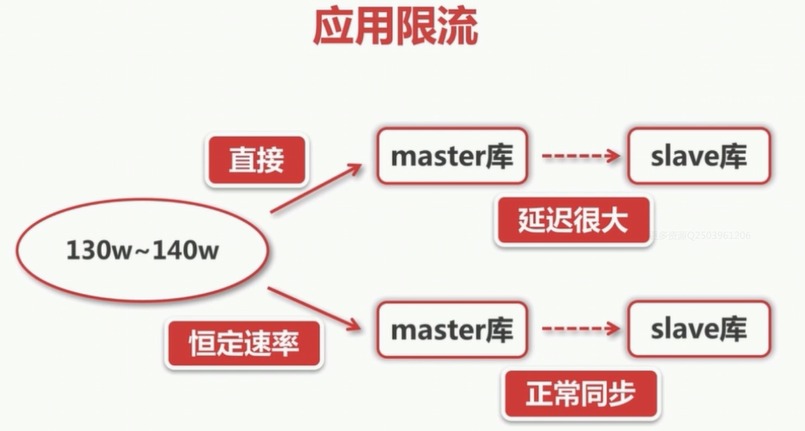 应用限流
直接
master库
slave库
延迟很大
130w~140w
恒定速率
master库
slave库
正常同步